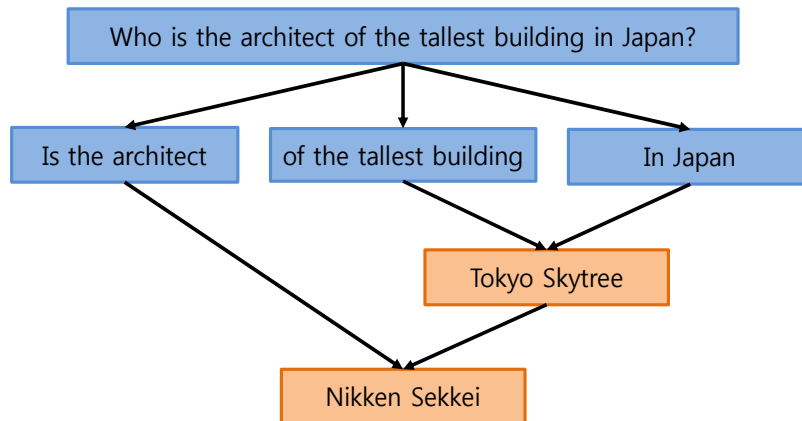 Who is the architect of the tallest building in Japan?
Is the architect
of the tallest building
In Japan
Tokyo Skytree
Nikken Sekkei